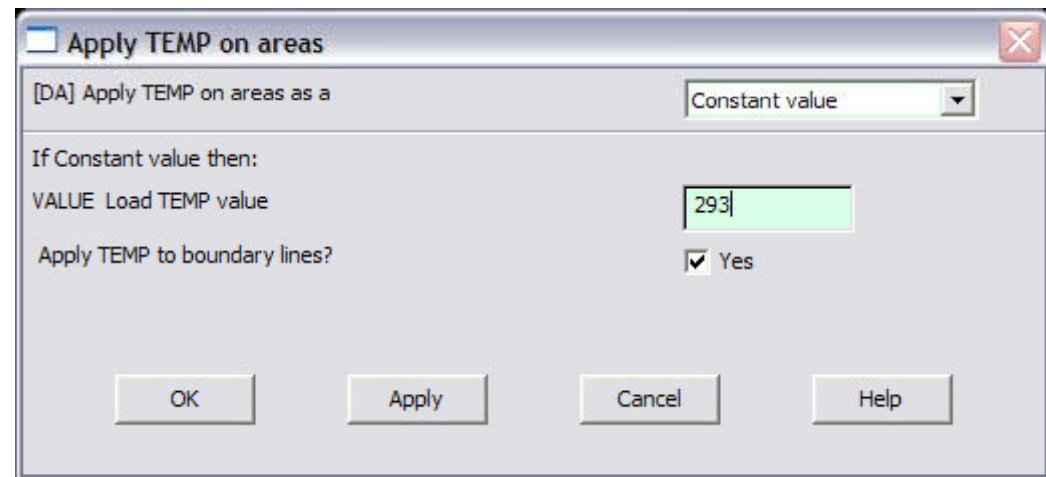 Apply TEMP on areas
[DA] Apply TEMP on areas as a Constant value
If Constant value then:
VALUE Load TEMP value 293
Apply TEMP to boundary lines? Yes
OK Apply Cancel Help